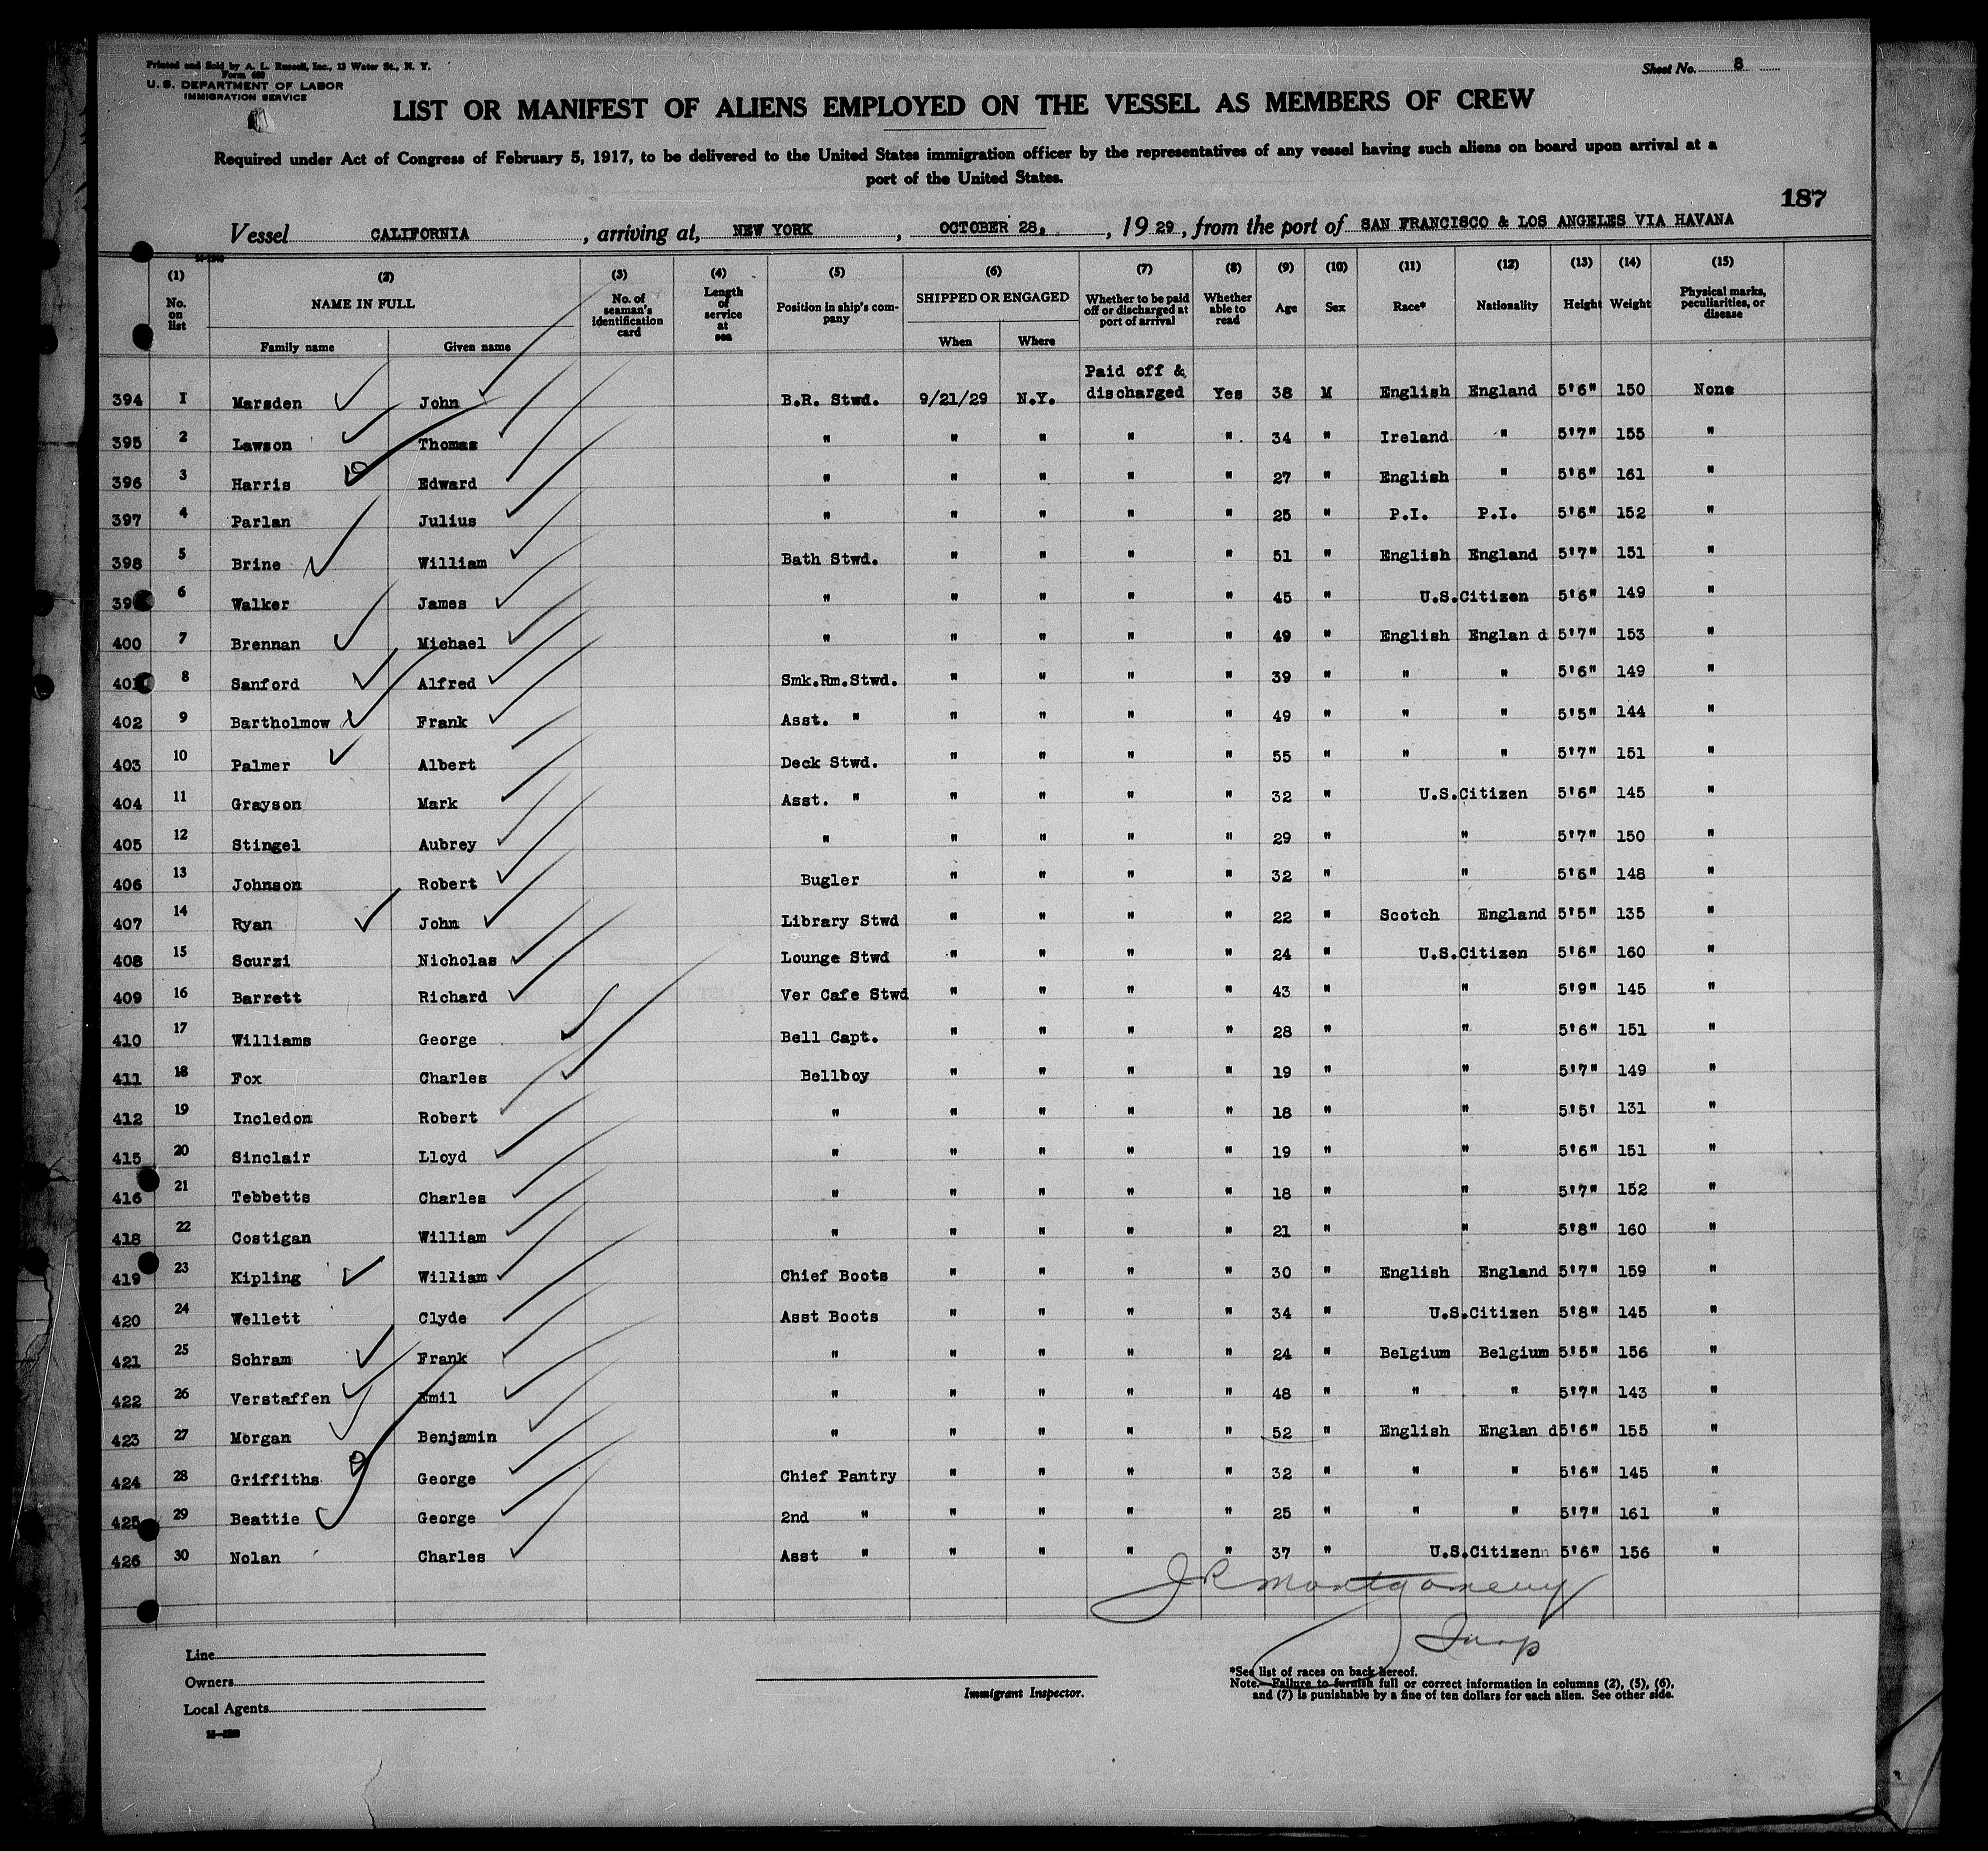 Printed and Sold by A. L. Russell, Inc., 13 Water St., N. Y.
Form 689
U. S. DEPARTMENT OF LABOR
IMMIGRATION SERVICE
Sheet No. 8
LIST OR MANIFEST OF ALIENS EMPLOYED ON THE VESSEL AS MEMBERS OF CREW
Required under Act of Congress of February 5, 1917, to be delivered to the United States immigration officer by the representatives of any vessel having such aliens on board upon arrival at a
port of the United States.
187
Vessel CALIFORNIA, arriving at, NEW YORK, OCTOBER 28., 19 29, from the port of SAN FRANCISCO & LOS ANGELES VIA HAVANA
(1) (2) (3) (4) (5) (6) (7) (8) (9) (10) (11) (12) (13) (14) (15)
No. on list NAME IN FULL Family name Given name No. of seaman's identification card Length of service at sea Position in ship's company SHIPPED OR ENGAGED When Where Whether to be paid off or discharged at port of arrival Whether able to read Age Sex Race* Nationality Height Weight Physical marks, peculiarities, or disease
394 1 Marsden John B.R. Stwd. 9/21/29 N.Y. Paid off & discharged Yes 38 M English England 5'6" 150 None
395 2 Lawson Thomas " " " " " 34 " Ireland " 5'7" 155 "
396 3 Harris Edward " " " " " 27 " English " 5'6" 161 "
397 4 Parlan Julius " " " " " 25 " P.I. P.I. 5'6" 152 "
398 5 Brine William Bath Stwd. " " " " 51 " English England 5'7" 151 "
39 6 Walker James " " " " " 45 " U.S.Citizen 5'6" 149 "
400 7 Brennan Michael " " " " " 49 " English Englan d 5'7" 153 "
401 8 Sanford Alfred Smk.Rm.Stwd. " " " " 39 " " " 5'6" 149 "
402 9 Bartholmow Frank Asst. " " " " " 49 " " " 5'5" 144 "
403 10 Palmer Albert Deck Stwd. " " " " 55 " " " 5'7" 151 "
404 11 Grayson Mark Asst. " " " " " 32 " U.S.Citizen 5'6" 145 "
405 12 Stingel Aubrey " " " " " 29 " " 5'7" 150 "
406 13 Johnson Robert Bugler " " " " 32 " " 5'6" 148 "
407 14 Ryan John Library Stwd " " " " 22 " Scotch England 5'5" 135 "
408 15 Scurzi Nicholas Lounge Stwd " " " " 24 " U.S.Citizen 5'6" 160 "
409 16 Barrett Richard Ver Cafe Stwd " " " " 43 " " 5'9" 145 "
410 17 Williams George Bell Capt. " " " " 28 " " 5'6" 151 "
411 18 Fox Charles Bellboy " " " " 19 " " 5'7" 149 "
412 19 Incledon Robert " " " " " 18 " " 5'5' 131 "
415 20 Sinclair Lloyd " " " " " 19 " " 5'6" 151 "
416 21 Tebbetts Charles " " " " " 18 " " 5'7" 152 "
418 22 Costigan William " " " " " 21 " " 5'8" 160 "
419 23 Kipling William Chief Boots " " " " 30 " English England 5'7" 159 "
420 24 Wellett Clyde Asst Boots " " " " 34 " U.S.Citizen 5'8" 145 "
421 25 Schram Frank " " " " " 24 " Belgium Belgium 5'5" 156 "
422 26 Verstaffen Emil " " " " " 48 " " " 5'7" 143 "
423 27 Morgan Benjamin " " " " " 52 " English Englan d 5'6" 155 "
424 28 Griffiths George Chief Pantry " " " " 32 " " " 5'6" 145 "
425 29 Beattie George 2nd " " " " " 25 " " " 5'7" 161 "
426 30 Nolan Charles Asst " " " " " 37 " U.S.Citizen 5'6" 156 "
JR Montgomery
Insp
Line
Owners
Local Agents
Immigrant Inspector.
*See list of races on back hereof.
Note.—Failure to furnish full or correct information in columns (2), (5), (6),
and (7) is punishable by a fine of ten dollars for each alien. See other side.